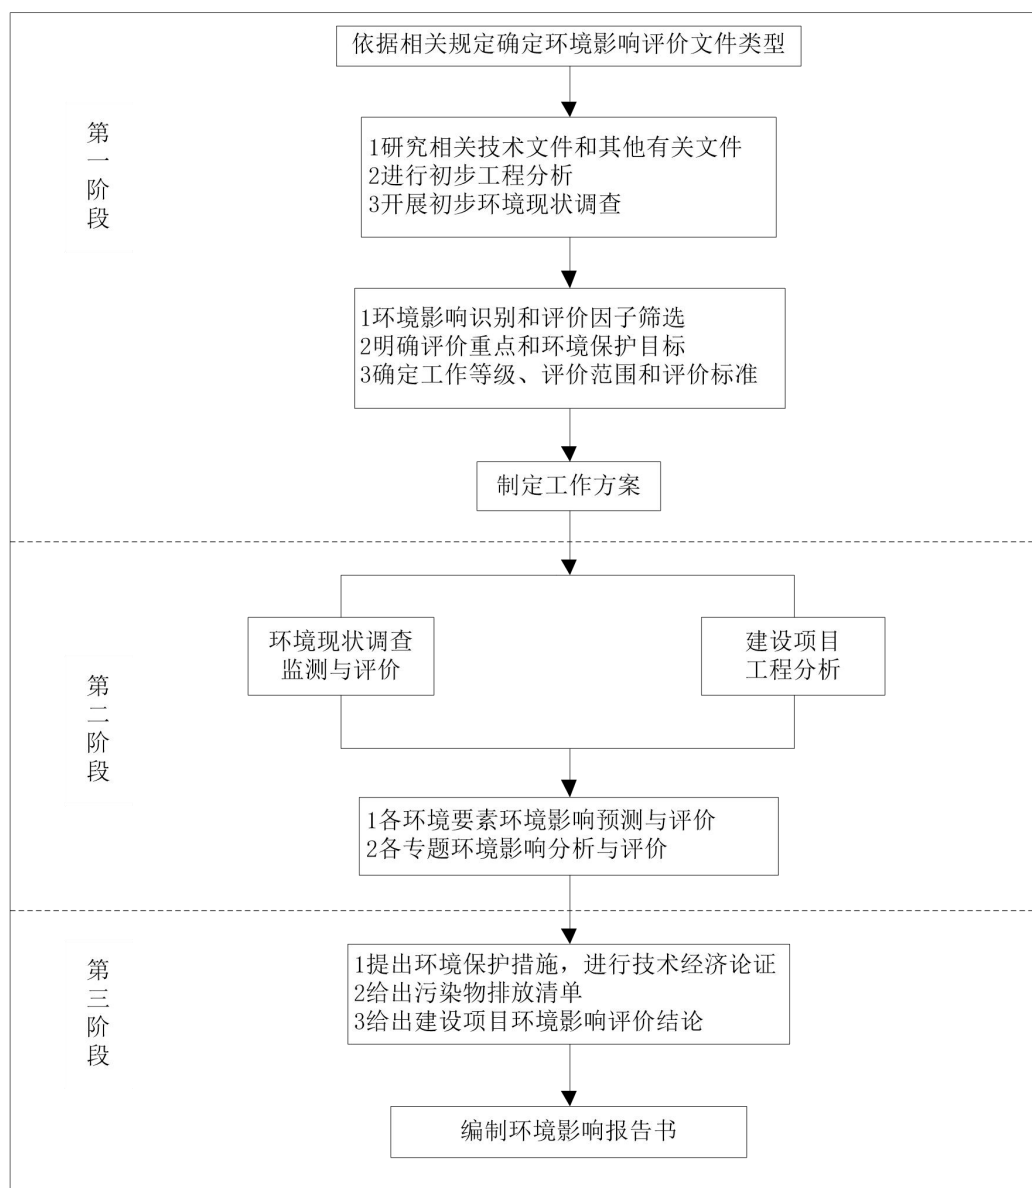 依据相关规定确定环境影响评价文件类型
第一阶段
1研究相关技术文件和其他有关文件
2进行初步工程分析
3开展初步环境现状调查
1环境影响识别和评价因子筛选
2明确评价重点和环境保护目标
3确定工作等级、评价范围和评价标准
制定工作方案
第二阶段
环境现状调查
监测与评价
建设项目
工程分析
1各环境要素环境影响预测与评价
2各专题环境影响分析与评价
第三阶段
1提出环境保护措施，进行技术经济论证
2给出污染物排放清单
3给出建设项目环境影响评价结论
编制环境影响报告书